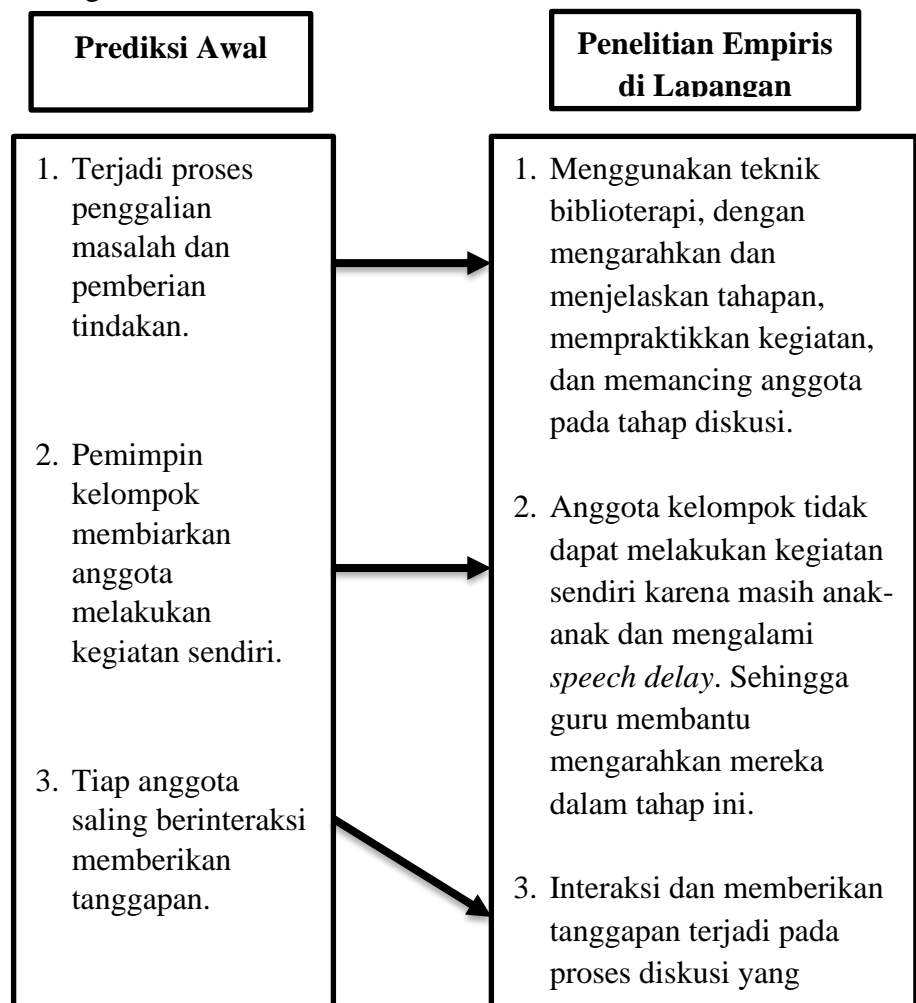 Prediksi Awal
Penelitian Empiris
di Lapangan
1. Terjadi proses
penggalian
masalah dan
pemberian
tindakan.
2. Pemimpin
kelompok
membiarkan
anggota
melakukan
kegiatan sendiri.
3. Tiap anggota
saling berinteraksi
memberikan
tanggapan.
1. Menggunakan teknik
biblioterapi, dengan
mengarahkan dan
menjelaskan tahapan,
mempraktikkan kegiatan,
dan memancing anggota
pada tahap diskusi.
2. Anggota kelompok tidak
dapat melakukan kegiatan
sendiri karena masih anak-
anak dan mengalami
speech delay. Sehingga
guru membantu
mengarahkan mereka
dalam tahap ini.
3. Interaksi dan memberikan
tanggapan terjadi pada
proses diskusi yang